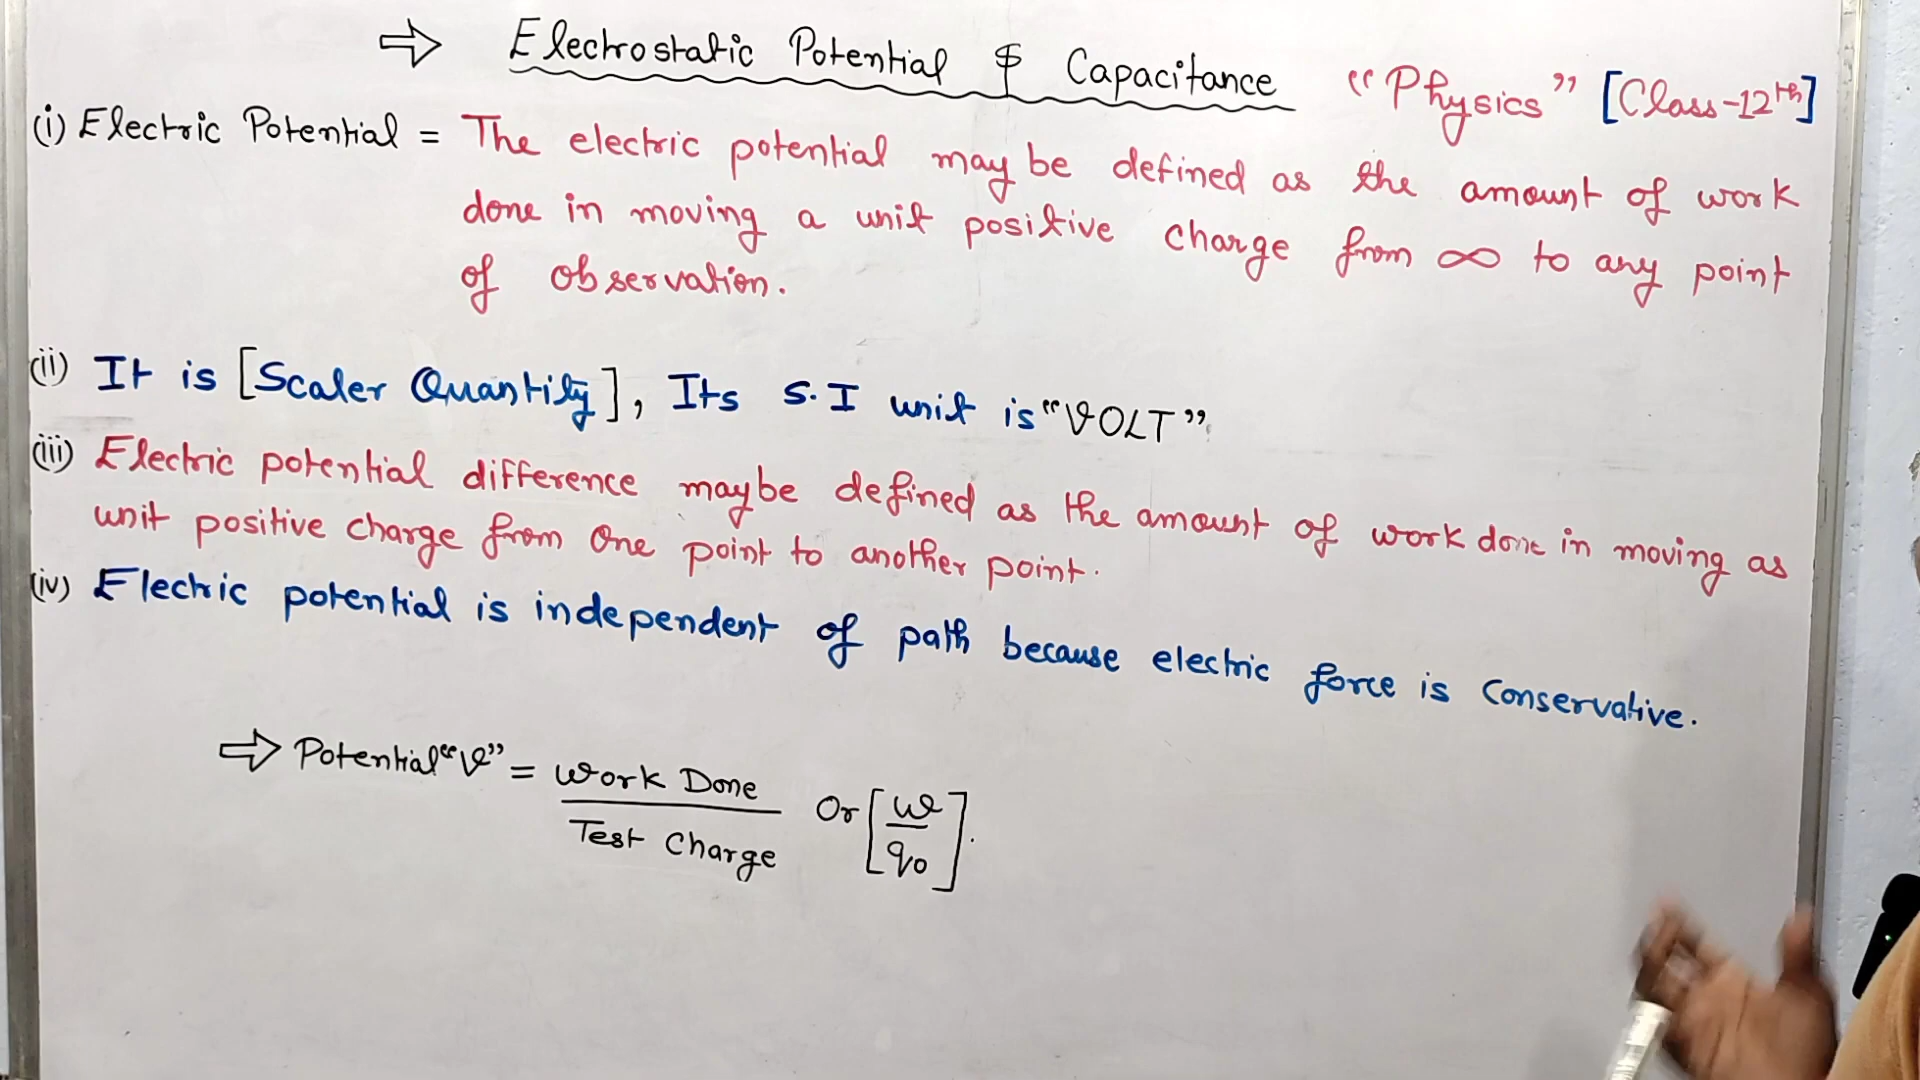 ⇒ Electrostatic Potential & Capacitance "Physics" [Class-12th]
(i) Electric Potential = The electric potential may be defined as the amount of work
done in moving a unit positive charge from ∞ to any point
of observation.
(ii) It is [Scaler Quantity], Its S.I unit is "VOLT".
(iii) Electric potential difference maybe defined as the amount of work done in moving as
unit positive charge from one point to another point.
(iv) Electric potential is independent of path because electric force is Conservative.
⇒ Potential "V" = Work Done / Test Charge Or [w / q0].